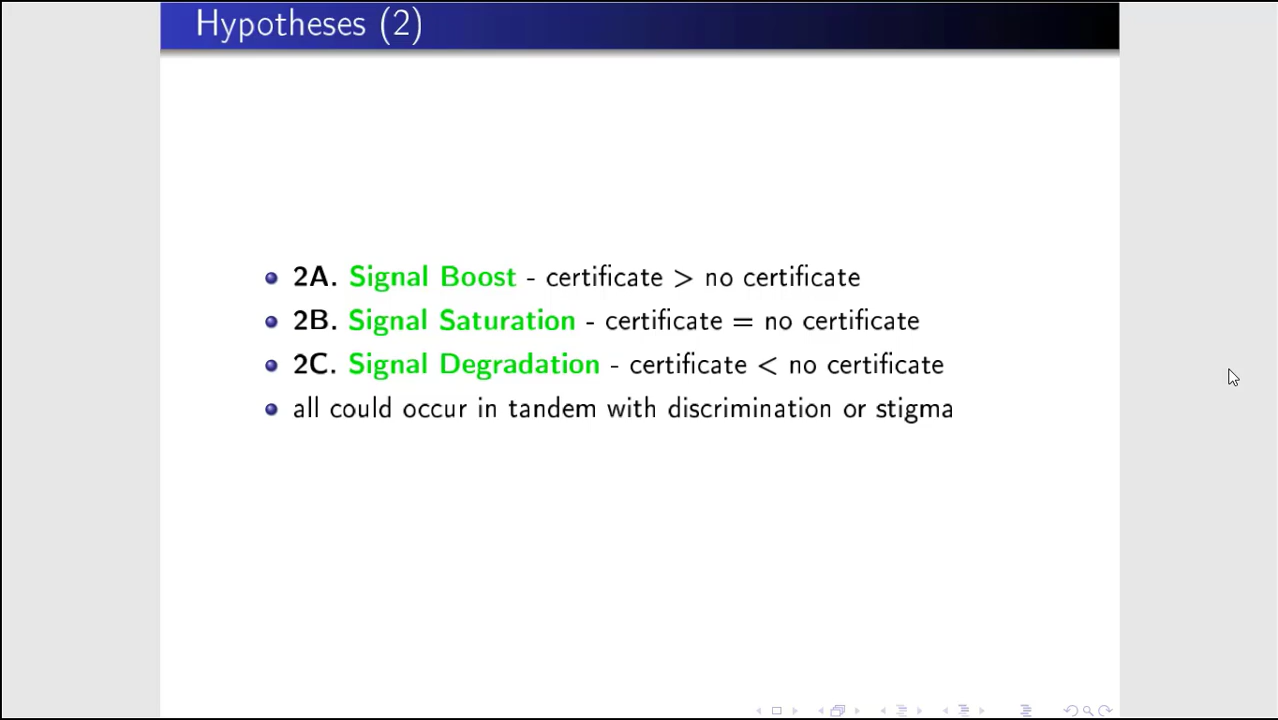 Hypotheses (2)
2A. Signal Boost - certificate > no certificate
2B. Signal Saturation - certificate = no certificate
2C. Signal Degradation - certificate < no certificate
all could occur in tandem with discrimination or stigma